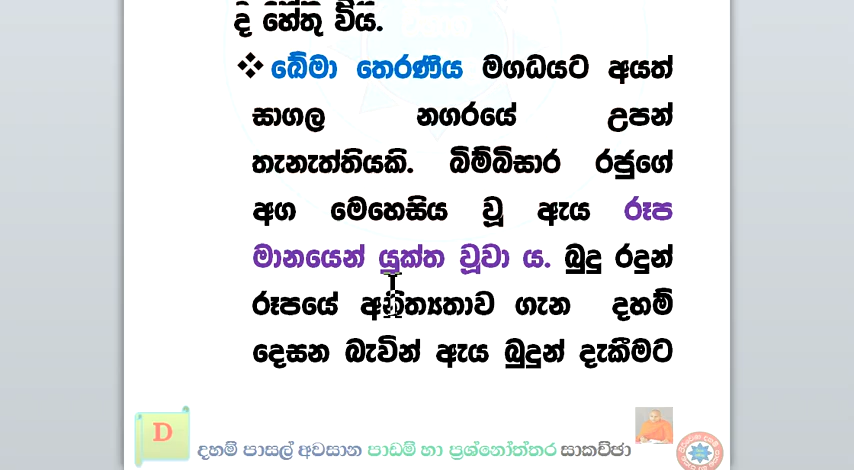 ද හේතු විය.
❖ ඛේමා තෙරණිය මගධයට අයත්
සාගල නගරයේ උපන්
තැනැත්තියකි. බිම්බිසාර රජුගේ
අග මෙහෙසිය වූ ඇය රූප
මානයෙන් යුක්ත වූවා ය. බුදු රදුන්
රූපයේ අනිත්‍යතාව ගැන දහම්
දෙසන බැවින් ඇය බුදුන් දැකීමට
D
දහම් පාසල් අවසාන පාඩම් හා ප්‍රශ්නෝත්තර සාකච්ඡා